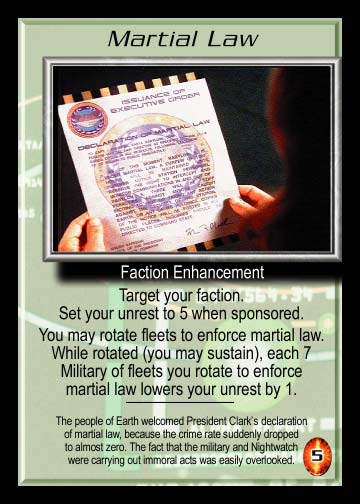 Martial Law
ISSUANCE OF
EXECUTIVE ORDER
DECLARATION OF MARTIAL LAW
Faction Enhancement
Target your faction.
Set your unrest to 5 when sponsored.
You may rotate fleets to enforce martial law.
While rotated (you may sustain), each 7
Military of fleets you rotate to enforce
martial law lowers your unrest by 1.
The people of Earth welcomed President Clark's declaration
of martial law, because the crime rate suddenly dropped
to almost zero. The fact that the military and Nightwatch
were carrying out immoral acts was easily overlooked.
5